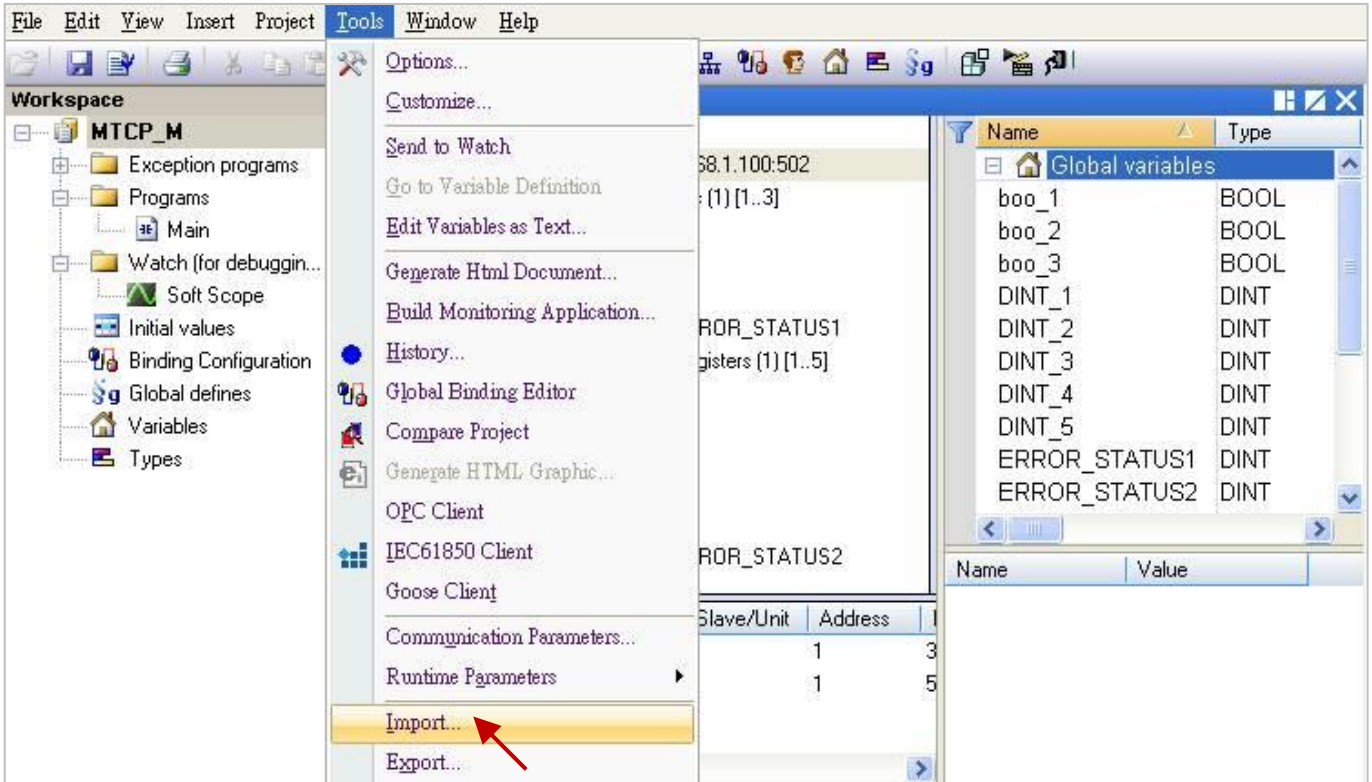 File Edit View Insert Project Tools Window Help
Workspace
MTCP_M
Exception programs
Programs
Main
Watch (for debuggin...
Soft Scope
Initial values
Binding Configuration
Global defines
Variables
Types
Options...
Customize...
Send to Watch
Go to Variable Definition
Edit Variables as Text...
Generate Html Document...
Build Monitoring Application...
History...
Global Binding Editor
Compare Project
Generate HTML Graphic...
OPC Client
IEC61850 Client
Goose Client
Communication Parameters...
Runtime Parameters
Import...
Export...
68.1.100:502
(1) [1..3]
ROR_STATUS1
gisters (1) [1..5]
ROR_STATUS2
Slave/Unit Address
1 3
1 5
Name Type
Global variables
boo_1 BOOL
boo_2 BOOL
boo_3 BOOL
DINT_1 DINT
DINT_2 DINT
DINT_3 DINT
DINT_4 DINT
DINT_5 DINT
ERROR_STATUS1 DINT
ERROR_STATUS2 DINT
Name Value